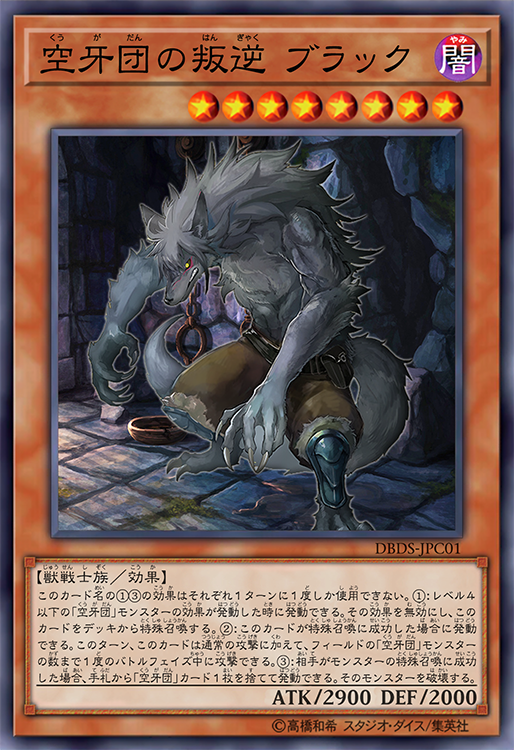 空牙団の叛逆 ブラック
闇
DBDS-JPC01
【獣戦士族／効果】
このカード名の①③の効果はそれぞれ１ターンに１度しか使用できない。①：レベル４
以下の「空牙団」モンスターの効果が発動した時に発動できる。その効果を無効にし、この
カードをデッキから特殊召喚する。②：このカードが特殊召喚に成功した場合に発動
できる。このターン、このカードは通常の攻撃に加えて、フィールドの「空牙団」モンスター
の数まで１度のバトルフェイズ中に攻撃できる。③：相手がモンスターの特殊召喚に成功
した場合、手札から「空牙団」カード１枚を捨てて発動できる。そのモンスターを破壊する。
ATK/2900 DEF/2000
©高橋和希 スタジオ・ダイス/集英社